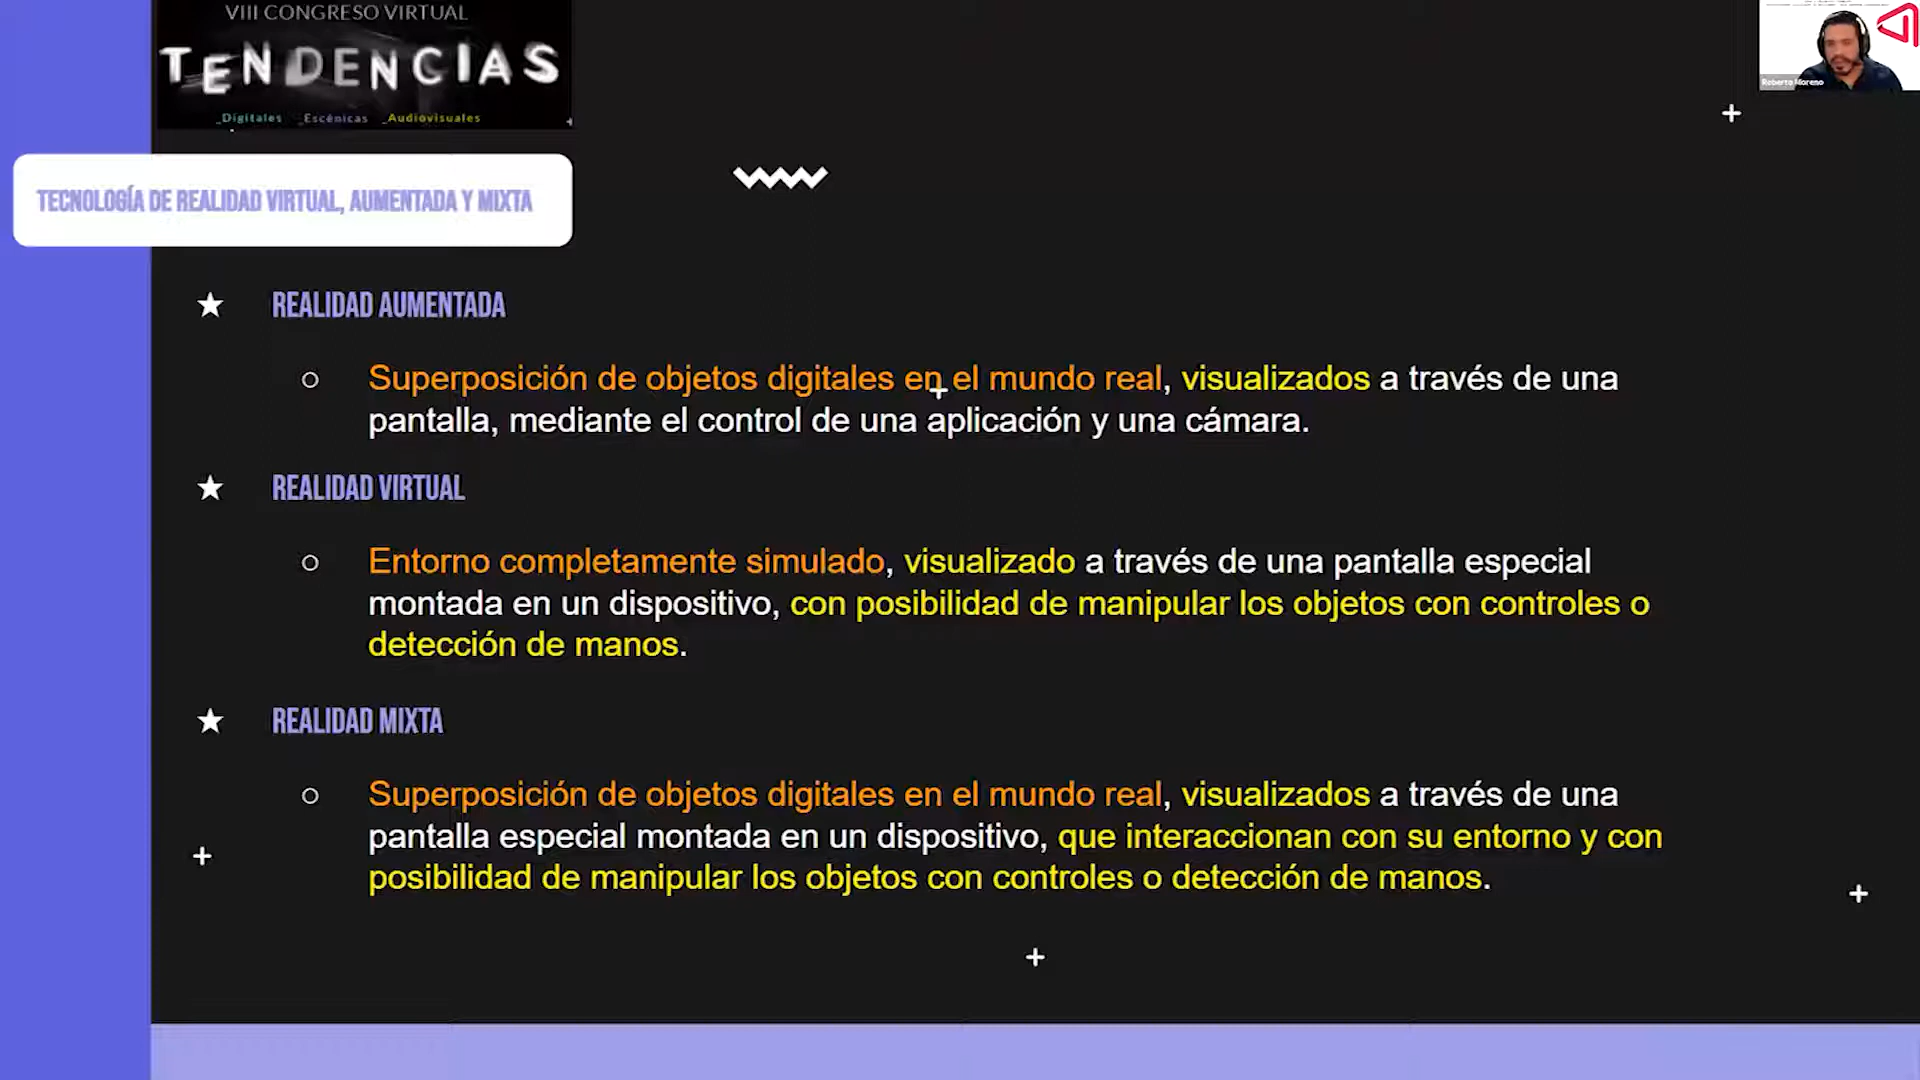 VIII CONGRESO VIRTUAL
TENDENCIAS
_Digitales _Escénicas _Audiovisuales
Roberto Moreno
TECNOLOGÍA DE REALIDAD VIRTUAL, AUMENTADA Y MIXTA
REALIDAD AUMENTADA
Superposición de objetos digitales en el mundo real, visualizados a través de una
pantalla, mediante el control de una aplicación y una cámara.
REALIDAD VIRTUAL
Entorno completamente simulado, visualizado a través de una pantalla especial
montada en un dispositivo, con posibilidad de manipular los objetos con controles o
detección de manos.
REALIDAD MIXTA
Superposición de objetos digitales en el mundo real, visualizados a través de una
pantalla especial montada en un dispositivo, que interaccionan con su entorno y con
posibilidad de manipular los objetos con controles o detección de manos.